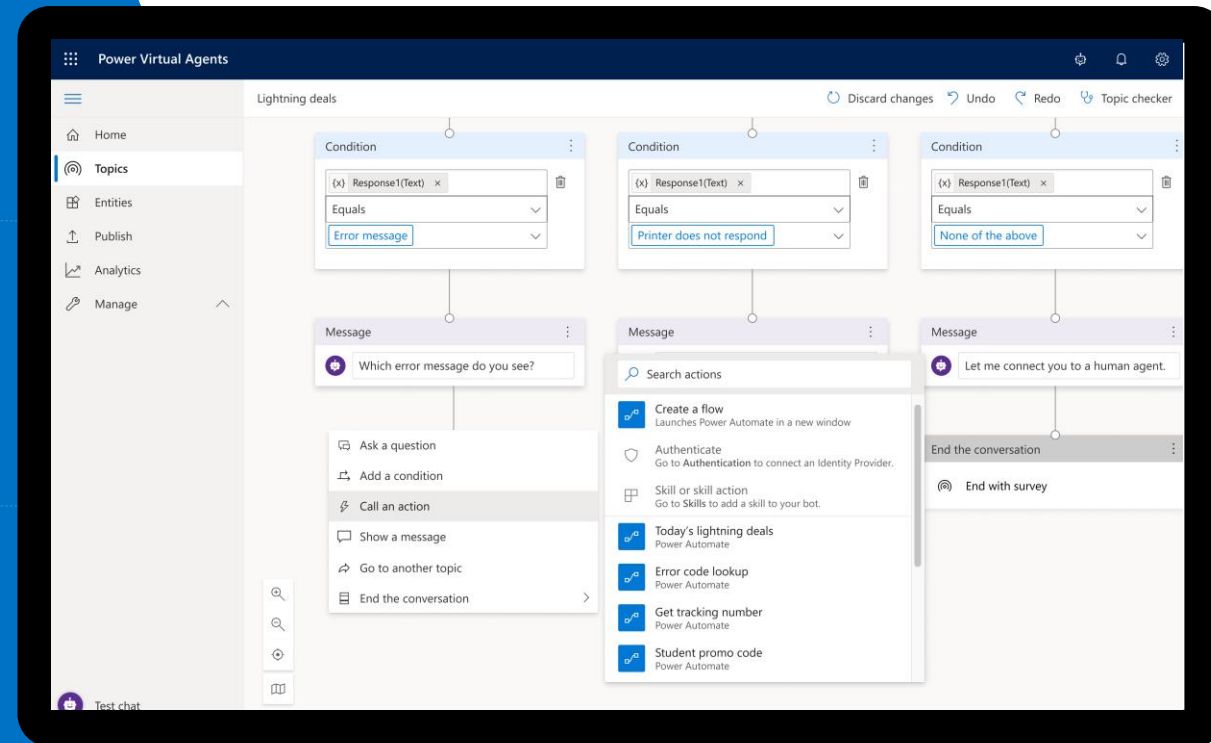 Power Virtual Agents
Lightning deals
Discard changes
Undo
Redo
Topic checker
Home
Topics
Entities
Publish
Analytics
Manage
Test chat
Condition
{x} Response1(Text) ×
Equals
Error message
Condition
{x} Response1(Text) ×
Equals
Printer does not respond
Condition
{x} Response1(Text) ×
Equals
None of the above
Message
Which error message do you see?
Message
Message
Let me connect you to a human agent.
Ask a question
Add a condition
Call an action
Show a message
Go to another topic
End the conversation
Search actions
Create a flow
Launches Power Automate in a new window
Authenticate
Go to Authentication to connect an Identity Provider.
Skill or skill action
Go to Skills to add a skill to your bot.
Today's lightning deals
Power Automate
Error code lookup
Power Automate
Get tracking number
Power Automate
Student promo code
Power Automate
End the conversation
End with survey